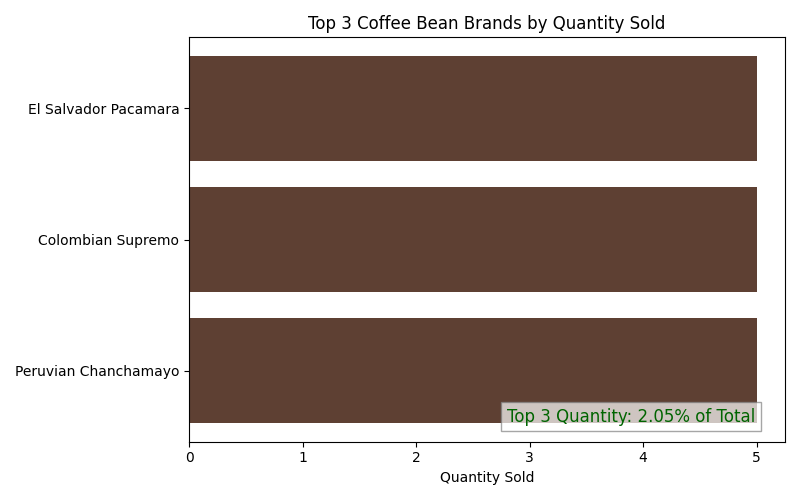 Top 3 Coffee Bean Brands by Quantity Sold
El Salvador Pacamara
Colombian Supremo
Peruvian Chanchamayo
Top 3 Quantity: 2.05% of Total
0 1 2 3 4 5
Quantity Sold